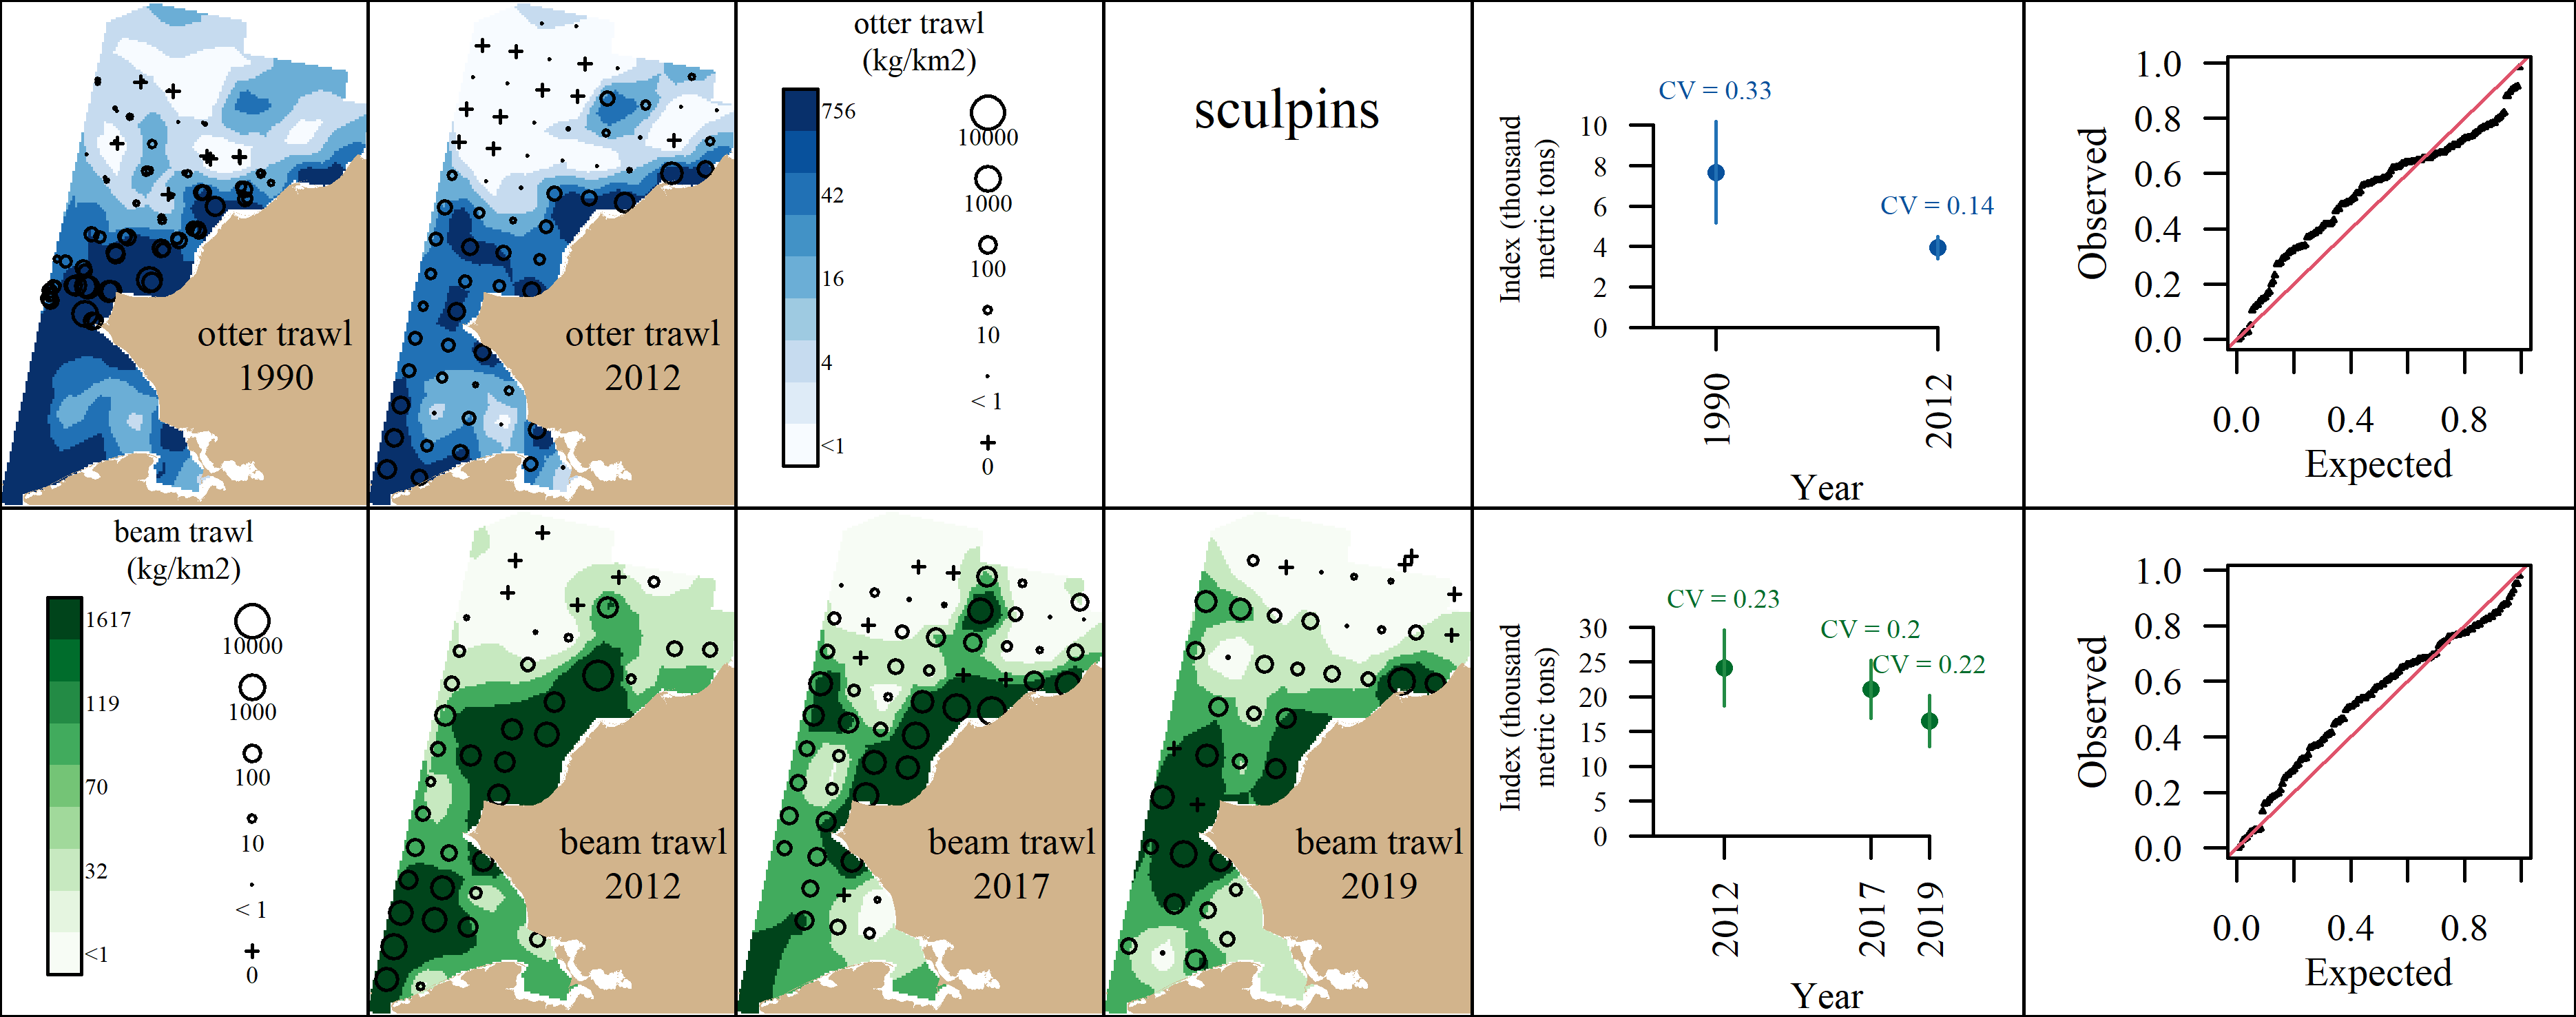 otter trawl
1990
otter trawl
2012
otter trawl
(kg/km2)
756
42
16
4
<1
10000
1000
100
10
< 1
0
sculpins
CV = 0.33
CV = 0.14
Index (thousand
metric tons)
10
8
6
4
2
0
1990
2012
Year
Observed
1.0
0.8
0.6
0.4
0.2
0.0
0.0 0.4 0.8
Expected
beam trawl
(kg/km2)
1617
119
70
32
<1
10000
1000
100
10
< 1
0
beam trawl
2012
beam trawl
2017
beam trawl
2019
CV = 0.23
CV = 0.2
CV = 0.22
Index (thousand
metric tons)
30
25
20
15
10
5
0
2012
2017
2019
Year
Observed
1.0
0.8
0.6
0.4
0.2
0.0
0.0 0.4 0.8
Expected